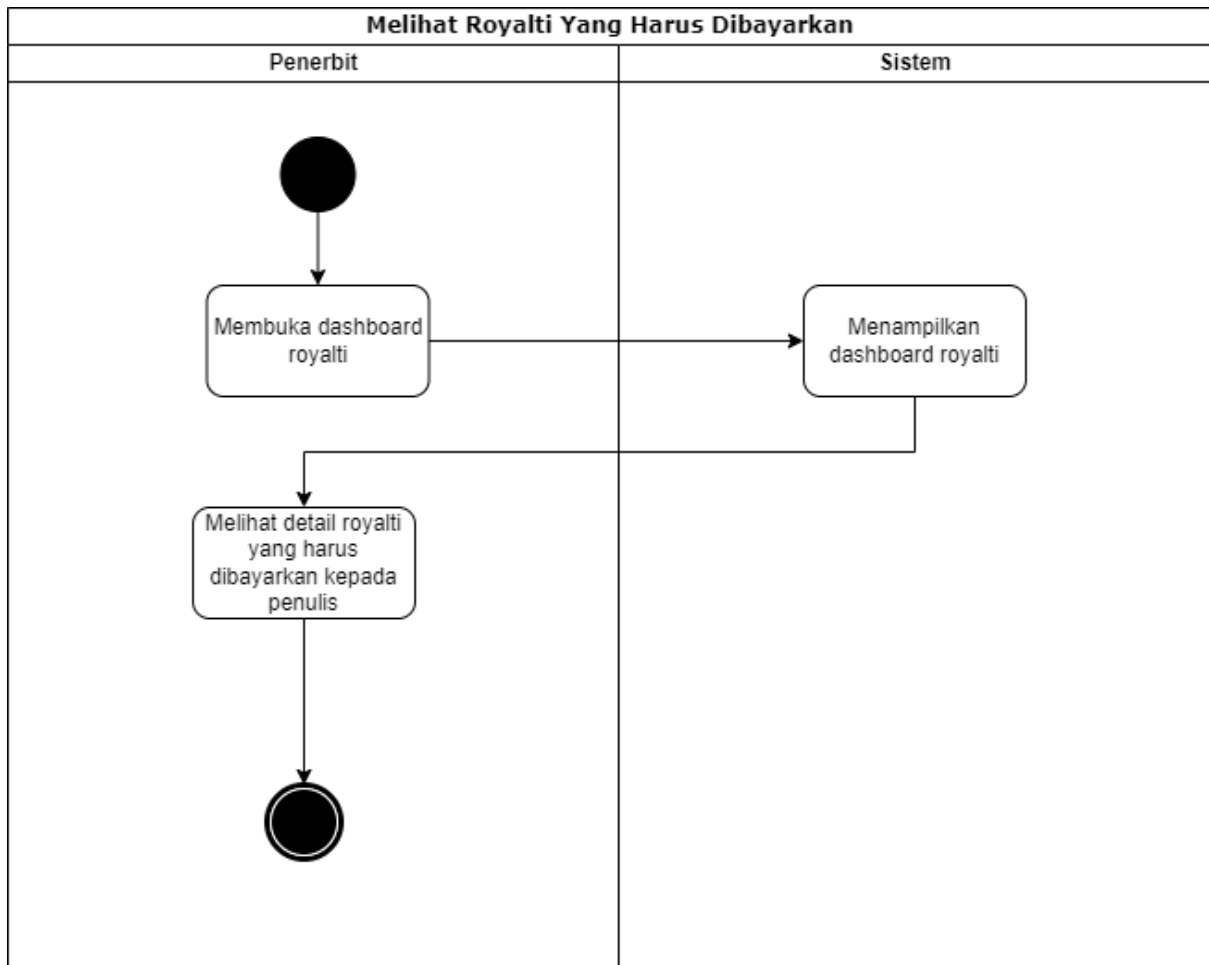 Melihat Royalti Yang Harus Dibayarkan
Penerbit
Sistem
Membuka dashboard
royalti
Menampilkan
dashboard royalti
Melihat detail royalti
yang harus
dibayarkan kepada
penulis